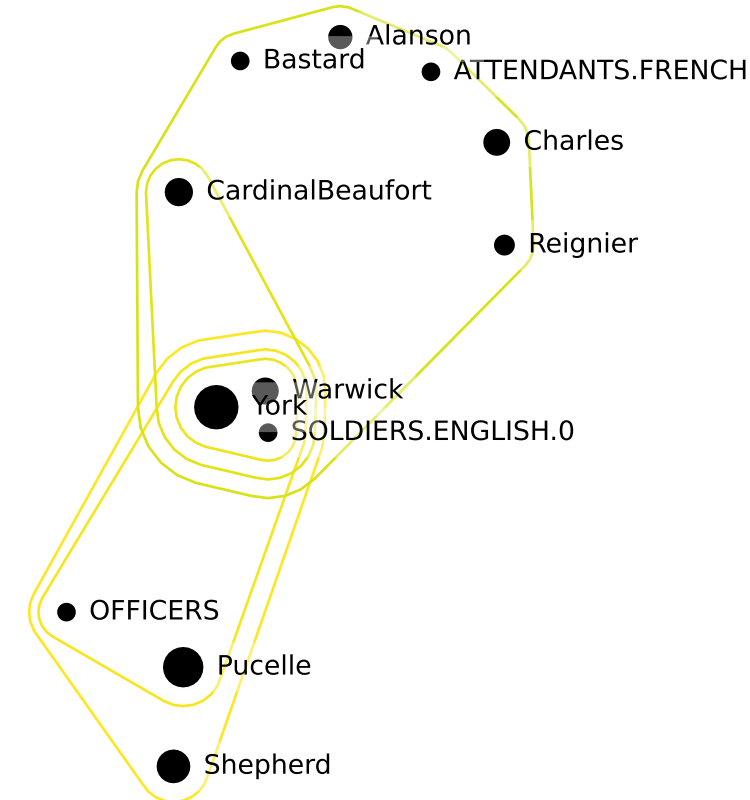 Alanson
Bastard
ATTENDANTS.FRENCH
Charles
CardinalBeaufort
Reignier
Warwick
York
SOLDIERS.ENGLISH.0
OFFICERS
Pucelle
Shepherd